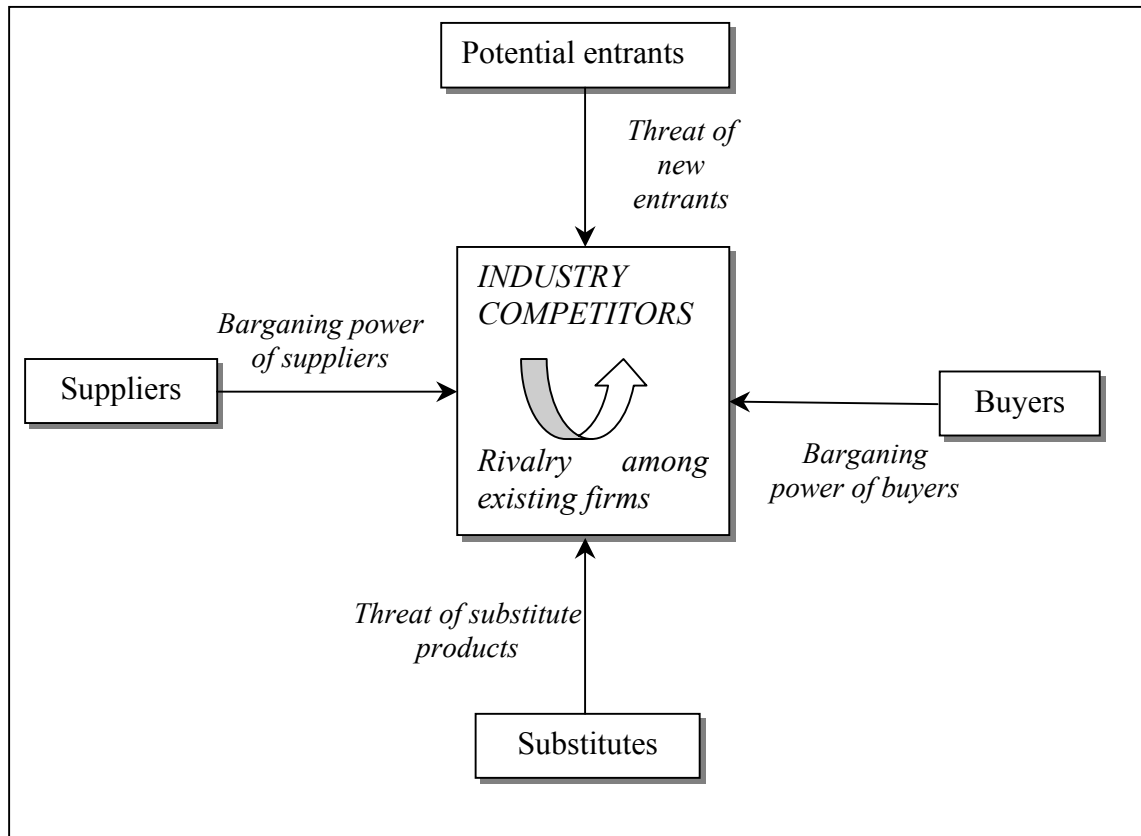 Potential entrants
Threat of
new
entrants
INDUSTRY
COMPETITORS
Barganing power
of suppliers
Suppliers
Buyers
Rivalry among
existing firms
Barganing
power of buyers
Threat of substitute
products
Substitutes